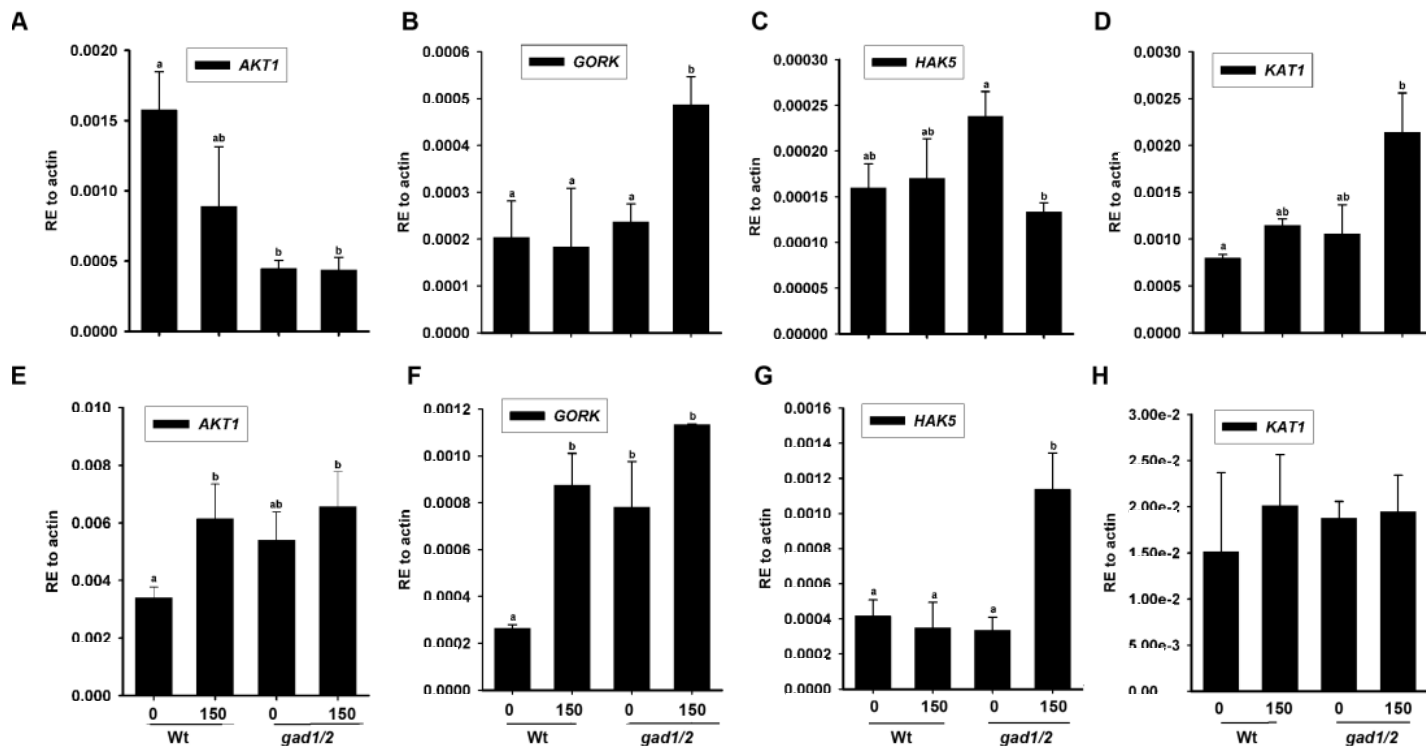 A
0.0020
0.0015
0.0010
0.0005
0.0000
RE to actin
AKT1
a
ab
b
b
B
0.0006
0.0005
0.0004
0.0003
0.0002
0.0001
0.0000
RE to actin
GORK
a
a
a
b
C
0.00030
0.00025
0.00020
0.00015
0.00010
0.00005
0.00000
RE to actin
HAK5
ab
ab
a
b
D
0.0030
0.0025
0.0020
0.0015
0.0010
0.0005
0.0000
RE to actin
KAT1
a
ab
ab
b
E
0.010
0.008
0.006
0.004
0.002
0.000
RE to actin
AKT1
a
b
ab
b
0 150 0 150
Wt gad1/2
F
0.0012
0.0010
0.0008
0.0006
0.0004
0.0002
0.0000
RE to actin
GORK
a
b
b
b
0 150 0 150
Wt gad1/2
G
0.0016
0.0014
0.0012
0.0010
0.0008
0.0006
0.0004
0.0002
0.0000
RE to actin
HAK5
a
a
a
b
0 150 0 150
Wt gad1/2
H
3.00e-2
2.50e-2
2.00e-2
1.50e-2
1.00e-2
5.00e-3
0.00
RE to actin
KAT1
0 150 0 150
Wt gad1/2